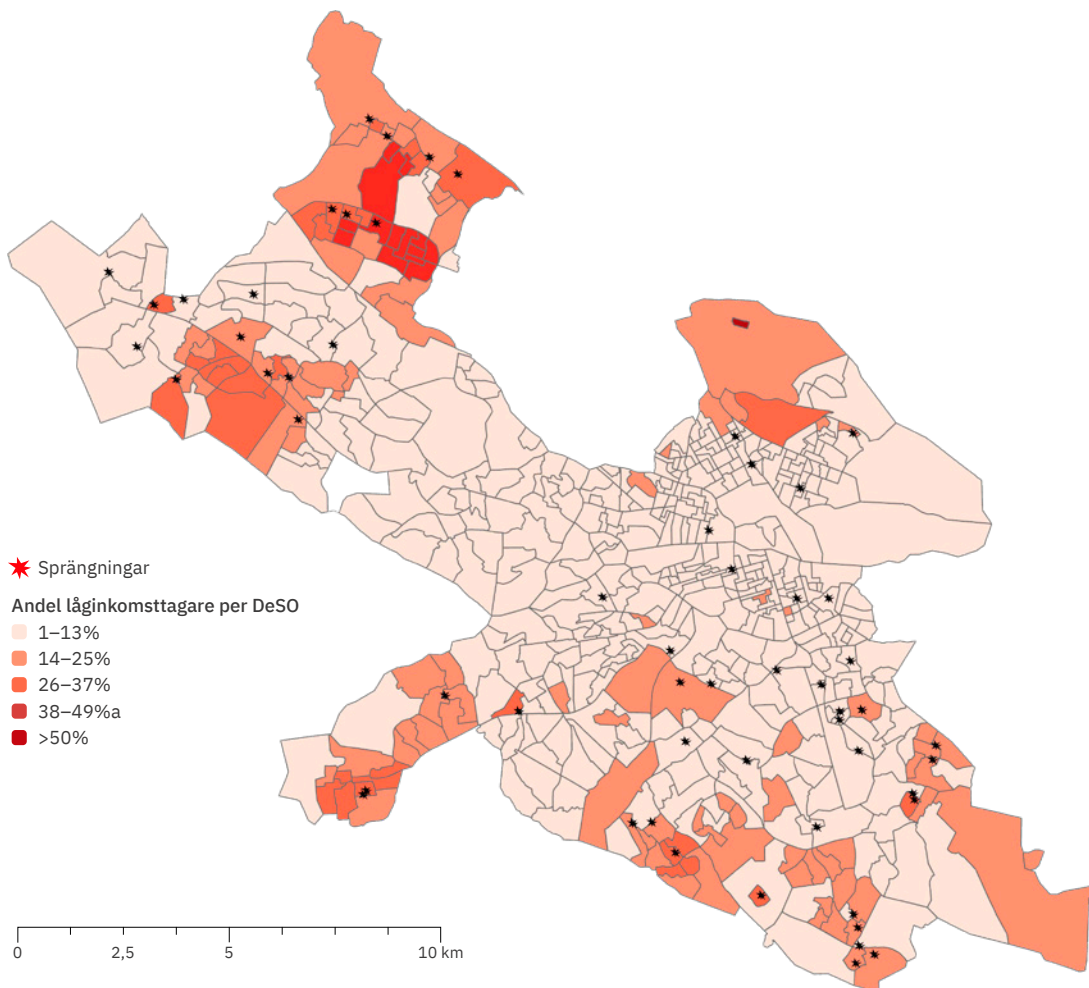 Sprängningar
Andel låginkomsttagare per DeSO
1–13%
14–25%
26–37%
38–49%a
>50%
0 2,5 5 10 km